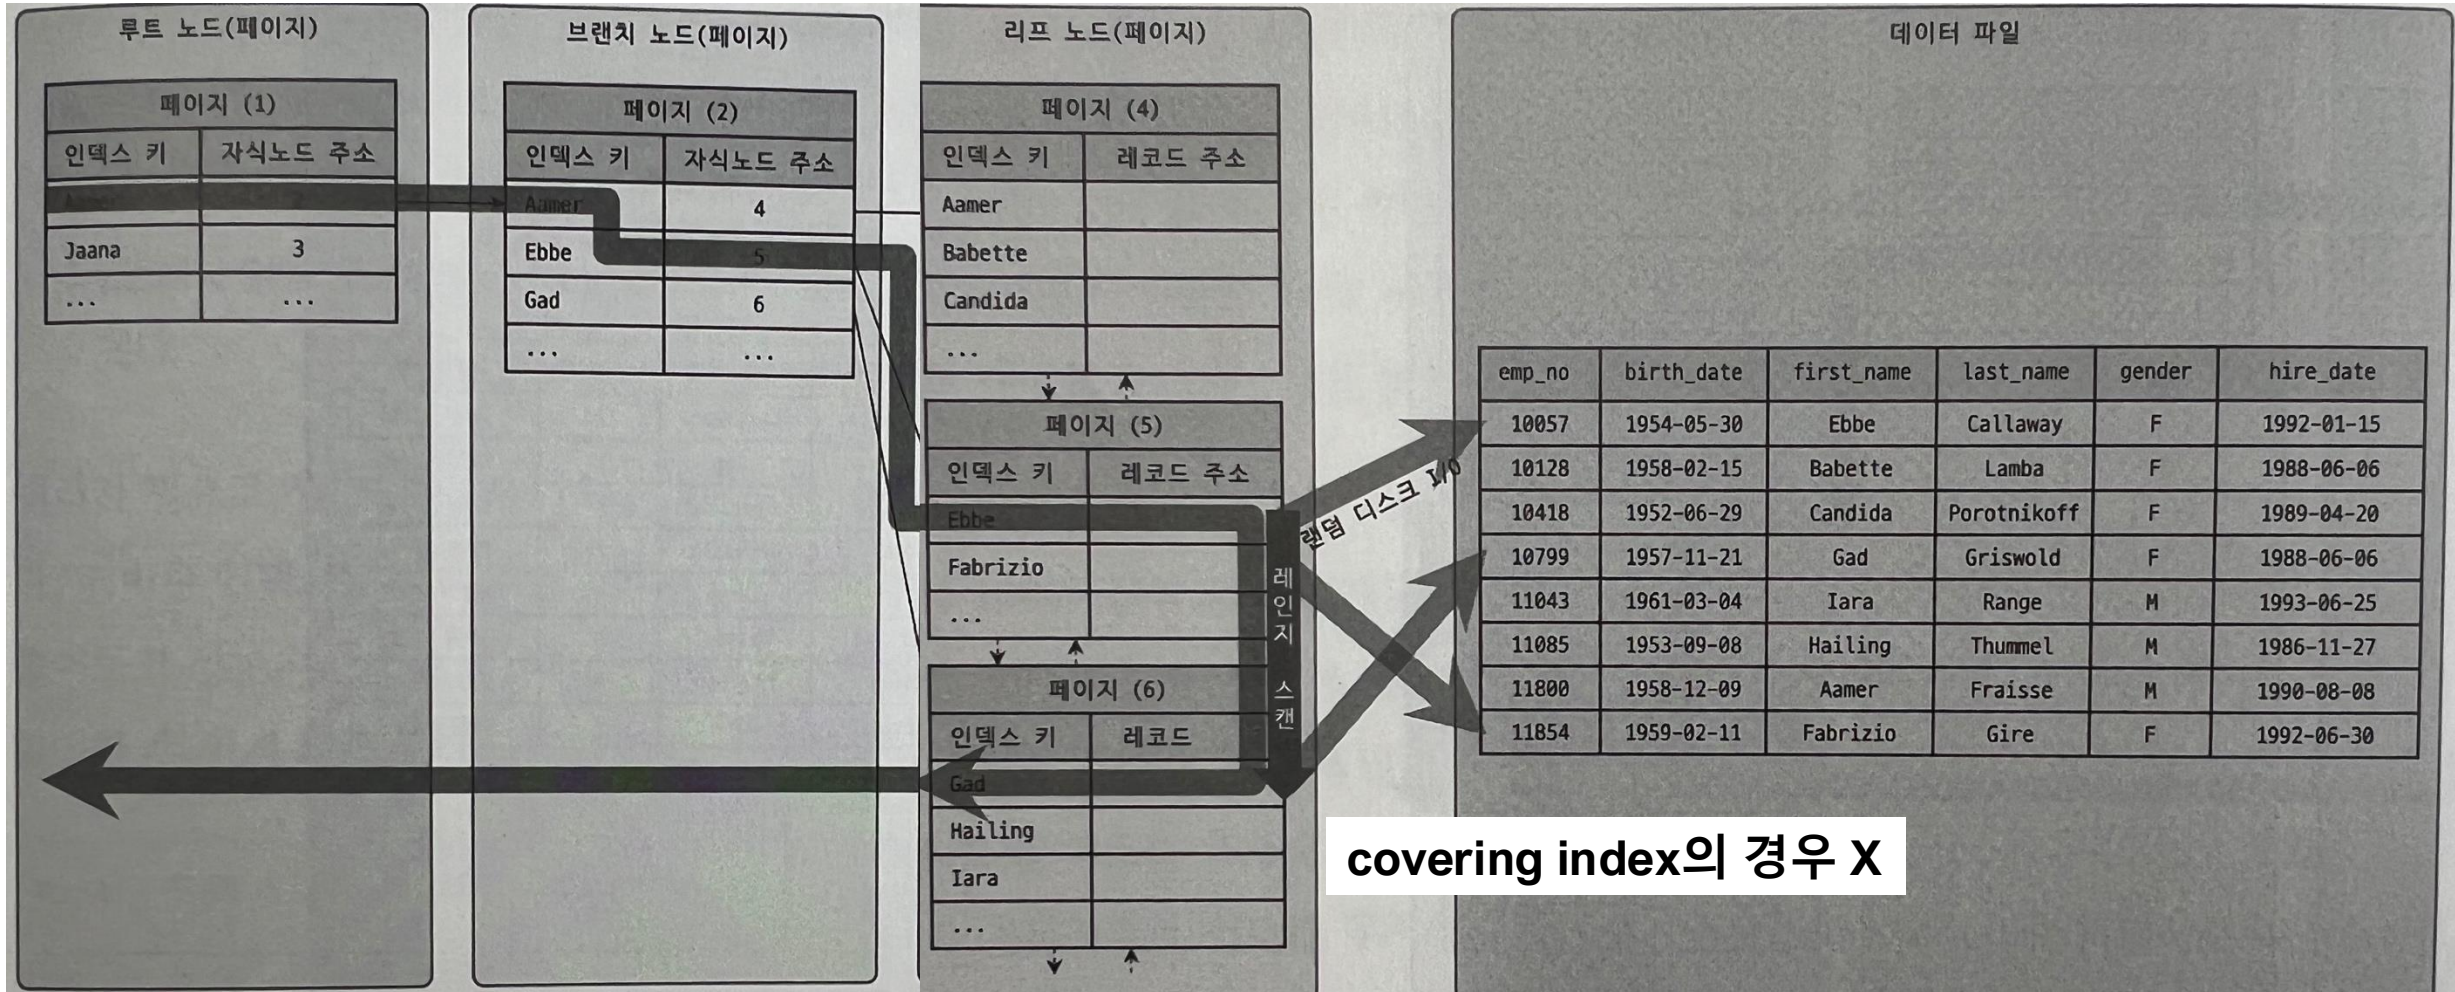 루트 노드(페이지)
페이지 (1)
인덱스 키 자식노드 주소
Aamer 2
Jaana 3
... ...
브랜치 노드(페이지)
페이지 (2)
인덱스 키 자식노드 주소
Aamer 4
Ebbe 5
Gad 6
... ...
리프 노드(페이지)
페이지 (4)
인덱스 키 레코드 주소
Aamer
Babette
Candida
...
페이지 (5)
인덱스 키 레코드 주소
Ebbe
Fabrizio
...
페이지 (6)
인덱스 키 레코드
Gad
Hailing
Iara
...
레인지 스캔
랜덤 디스크 I/O
데이터 파일
emp_no birth_date first_name last_name gender hire_date
10057 1954-05-30 Ebbe Callaway F 1992-01-15
10128 1958-02-15 Babette Lamba F 1988-06-06
10418 1952-06-29 Candida Porotnikoff F 1989-04-20
10799 1957-11-21 Gad Griswold F 1988-06-06
11043 1961-03-04 Iara Range M 1993-06-25
11085 1953-09-08 Hailing Thummel M 1986-11-27
11800 1958-12-09 Aamer Fraisse M 1990-08-08
11854 1959-02-11 Fabrizio Gire F 1992-06-30
covering index의 경우 X